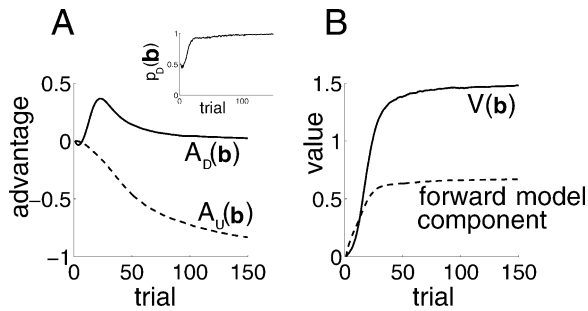 A
B
p_D(b)
1
0.5
0
0
100
trial
advantage
0.5
0
−0.5
−1
A_D(b)
A_U(b)
0
50
100
150
trial
value
1.5
1
0.5
0
V(b)
forward model
component
0
50
100
150
trial